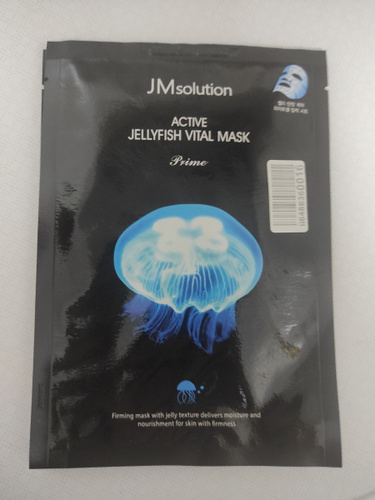 JMsolution
ACTIVE
JELLYFISH VITAL MASK
Prime
Firming mask with jelly texture delivers moisture and
nourishment for skin with firmness